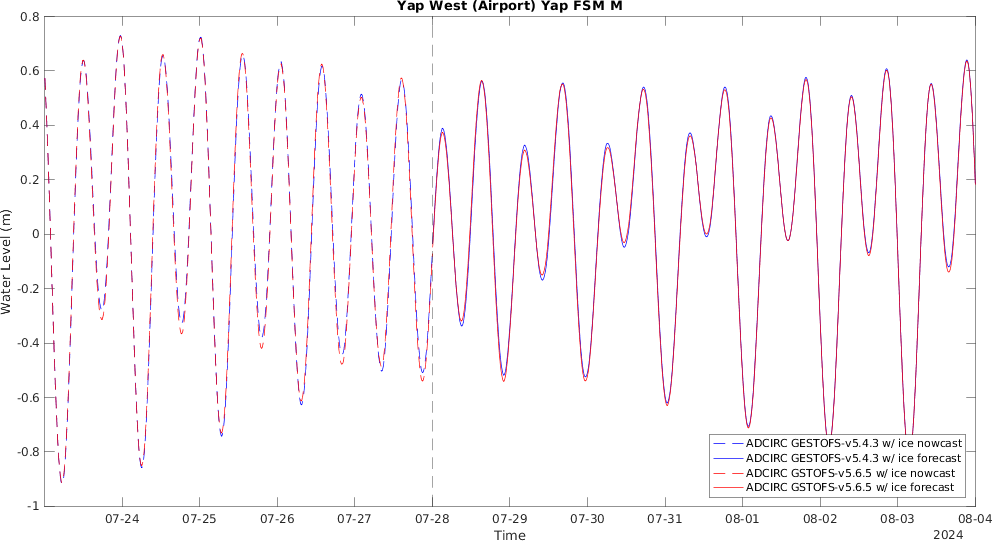 Yap West (Airport) Yap FSM M
0.8
0.6
0.4
0.2
0
-0.2
-0.4
-0.6
-0.8
-1
Water Level (m)
ADCIRC GESTOFS-v5.4.3 w/ ice nowcast
ADCIRC GESTOFS-v5.4.3 w/ ice forecast
ADCIRC GSTOFS-v5.6.5 w/ ice nowcast
ADCIRC GSTOFS-v5.6.5 w/ ice forecast
07-24 07-25 07-26 07-27 07-28 07-29 07-30 07-31 08-01 08-02 08-03 08-04
Time
2024